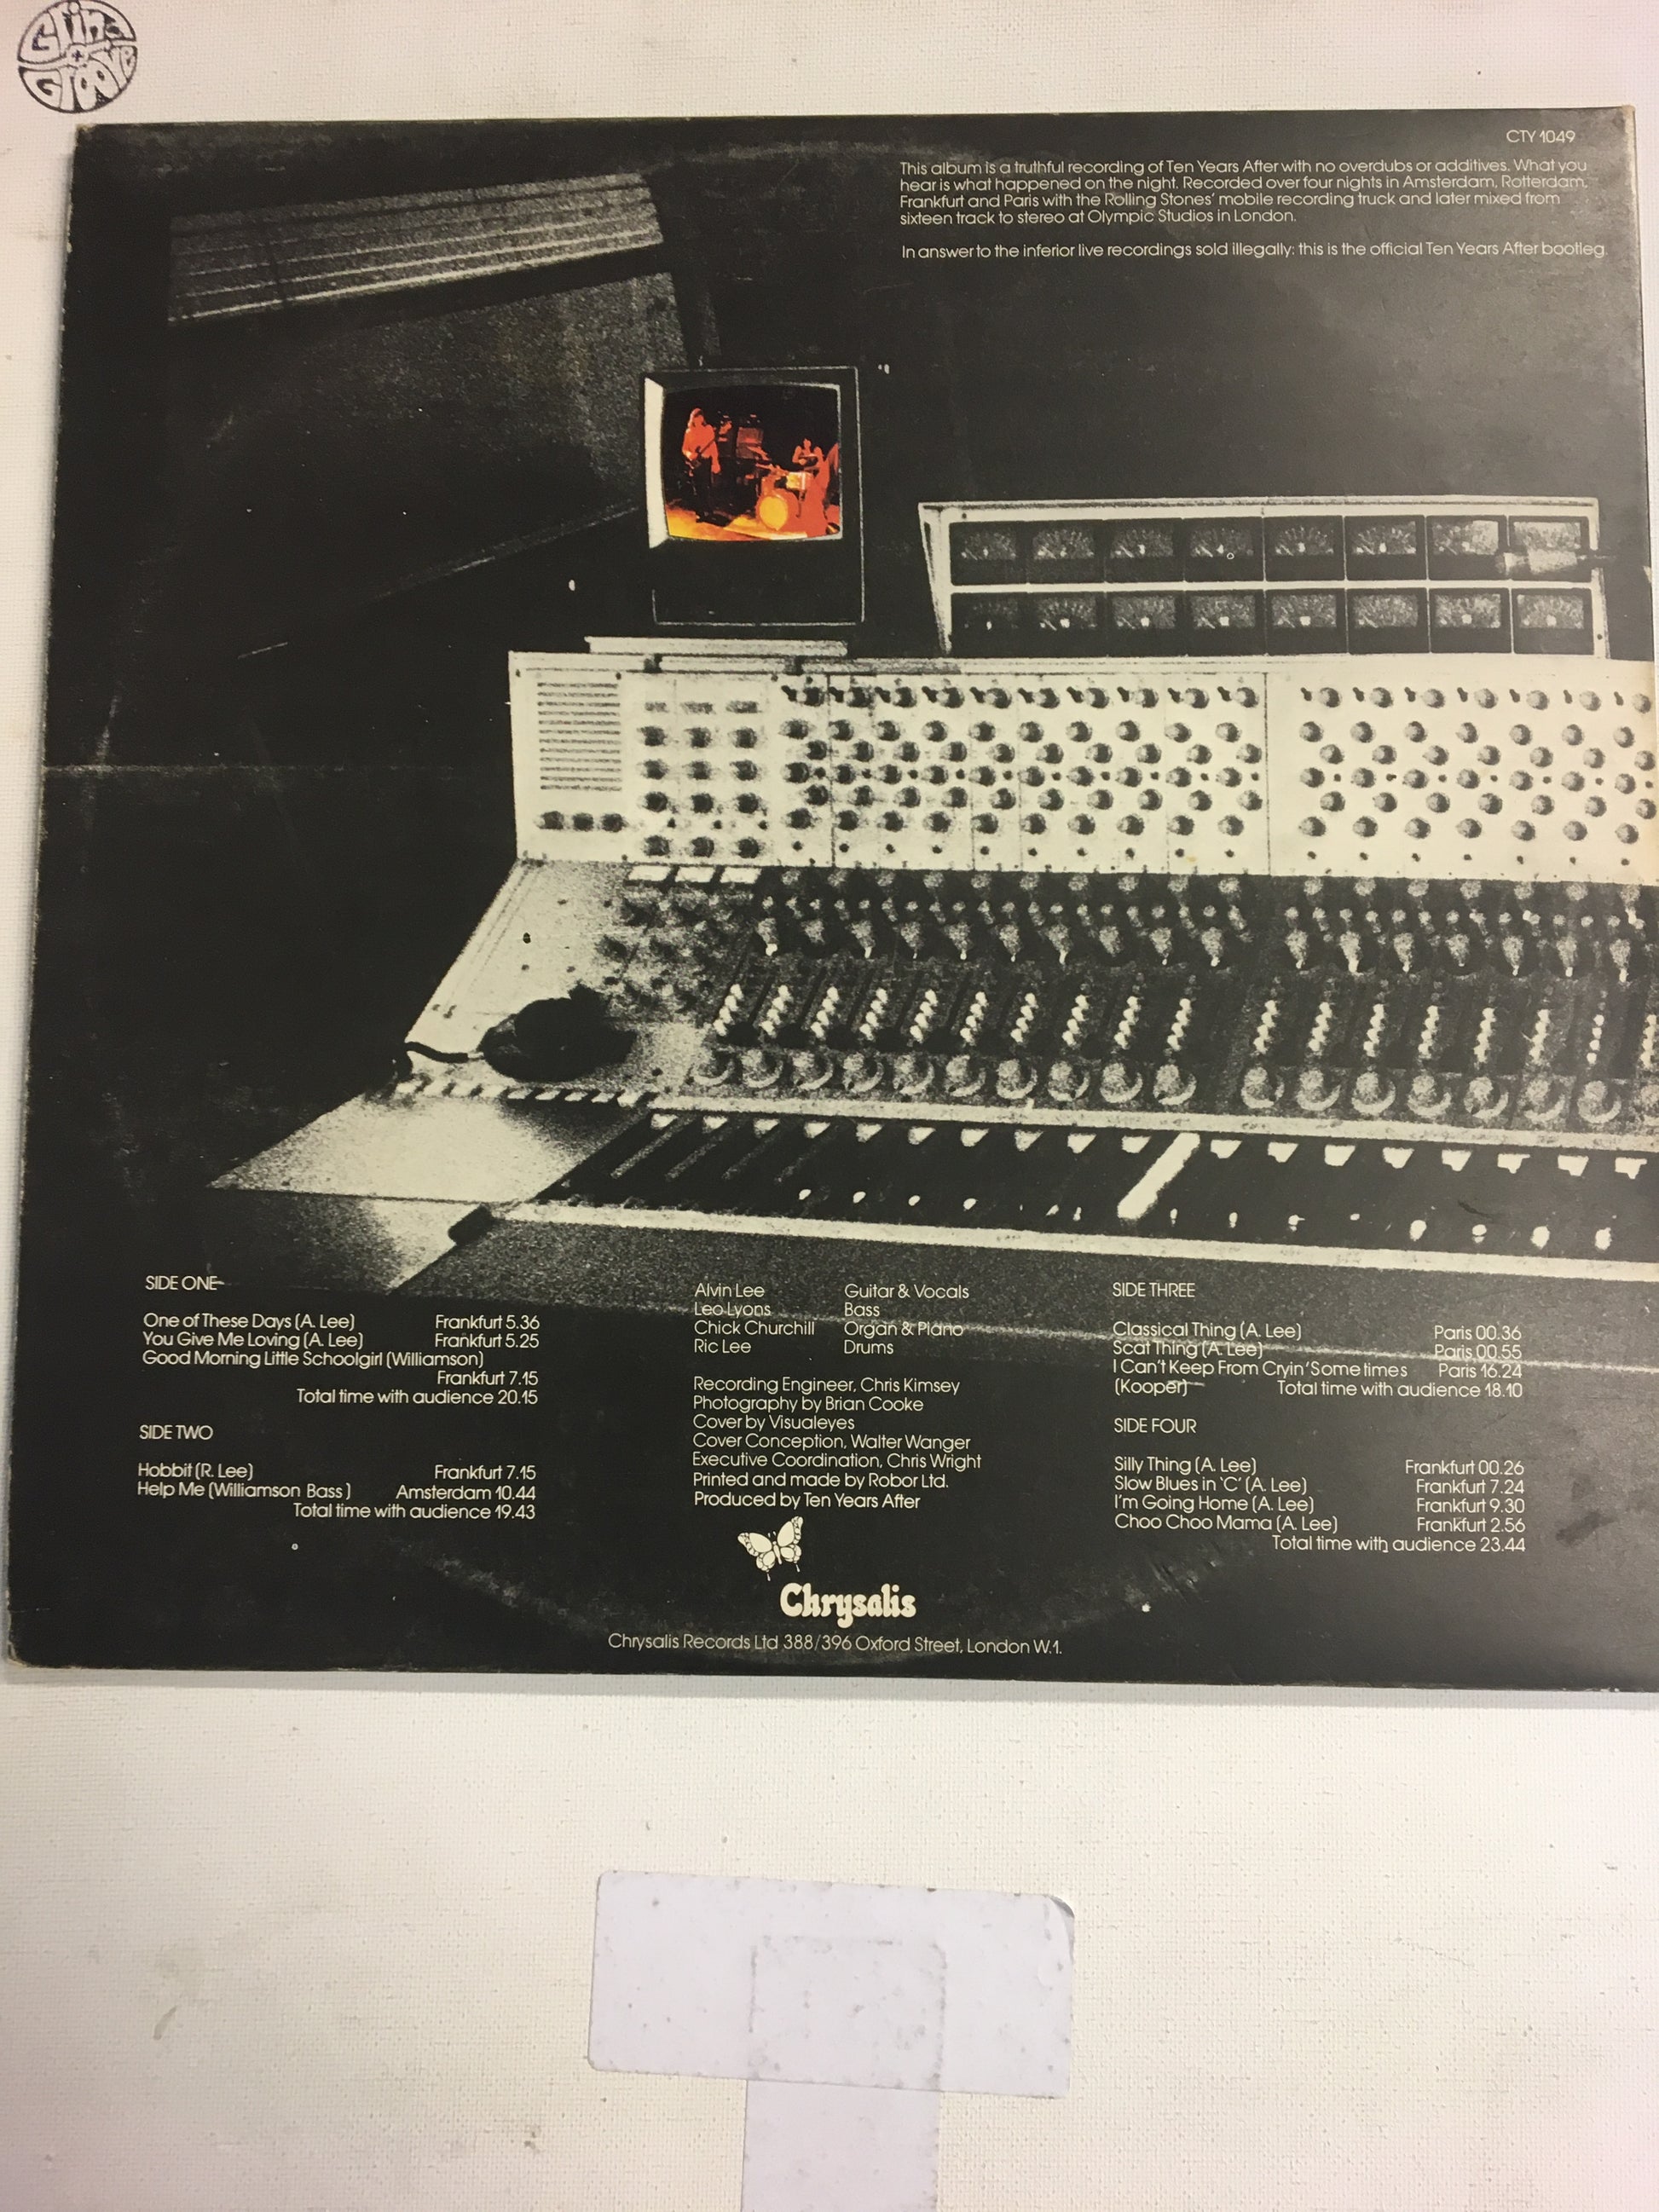 Grind & Groove
CTY 1049
This album is a truthful recording of Ten Years After with no overdubs or additives. What you
hear is what happened on the night. Recorded over four nights in Amsterdam, Rotterdam,
Frankfurt and Paris with the Rolling Stones' mobile recording truck and later mixed from
sixteen track to stereo at Olympic Studios in London.
In answer to the inferior live recordings sold illegally: this is the official Ten Years After bootleg.
SIDE ONE
One of These Days (A. Lee) Frankfurt 5.36
You Give Me Loving (A. Lee) Frankfurt 5.25
Good Morning Little Schoolgirl (Williamson)
Frankfurt 7.15
Total time with audience 20.15
SIDE TWO
Hobbit (R. Lee) Frankfurt 7.15
Help Me (Williamson Bass) Amsterdam 10.44
Total time with audience 19.43
Alvin Lee Guitar & Vocals
Leo Lyons Bass
Chick Churchill Organ & Piano
Ric Lee Drums
Recording Engineer, Chris Kimsey
Photography by Brian Cooke
Cover by Visualeyes
Cover Conception, Walter Wanger
Executive Coordination, Chris Wright
Printed and made by Robor Ltd.
Produced by Ten Years After
SIDE THREE
Classical Thing (A. Lee) Paris 00.36
Scat Thing (A. Lee) Paris 00.55
I Can't Keep From Cryin' Sometimes Paris 16.24
(Kooper) Total time with audience 18.10
SIDE FOUR
Silly Thing (A. Lee) Frankfurt 00.26
Slow Blues in 'C' (A. Lee) Frankfurt 7.24
I'm Going Home (A. Lee) Frankfurt 9.30
Choo Choo Mama (A. Lee) Frankfurt 2.56
Total time with audience 23.44
Chrysalis
Chrysalis Records Ltd 388/396 Oxford Street, London W.1.